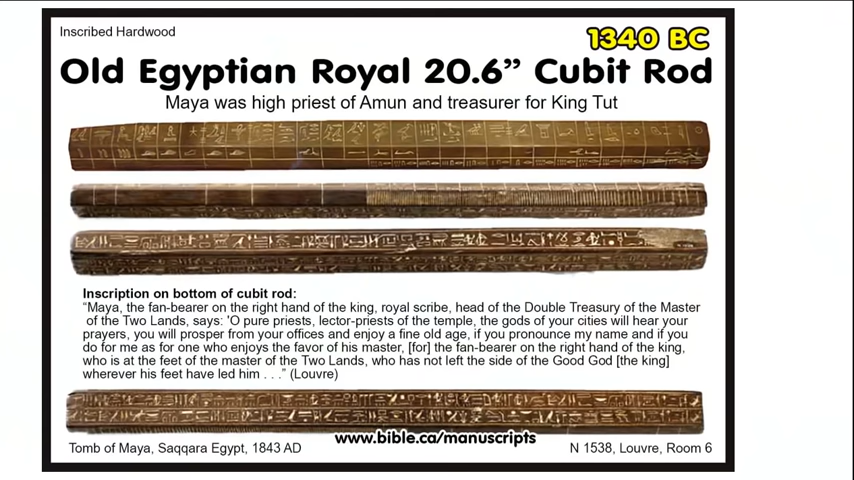 Inscribed Hardwood
1340 BC
Old Egyptian Royal 20.6” Cubit Rod
Maya was high priest of Amun and treasurer for King Tut
Inscription on bottom of cubit rod:
“Maya, the fan-bearer on the right hand of the king, royal scribe, head of the Double Treasury of the Master
of the Two Lands, says: 'O pure priests, lector-priests of the temple, the gods of your cities will hear your
prayers, you will prosper from your offices and enjoy a fine old age, if you pronounce my name and if you
do for me as for one who enjoys the favor of his master, [for] the fan-bearer on the right hand of the king,
who is at the feet of the master of the Two Lands, who has not left the side of the Good God [the king]
wherever his feet have led him . . .” (Louvre)
www.bible.ca/manuscripts
Tomb of Maya, Saqqara Egypt, 1843 AD
N 1538, Louvre, Room 6